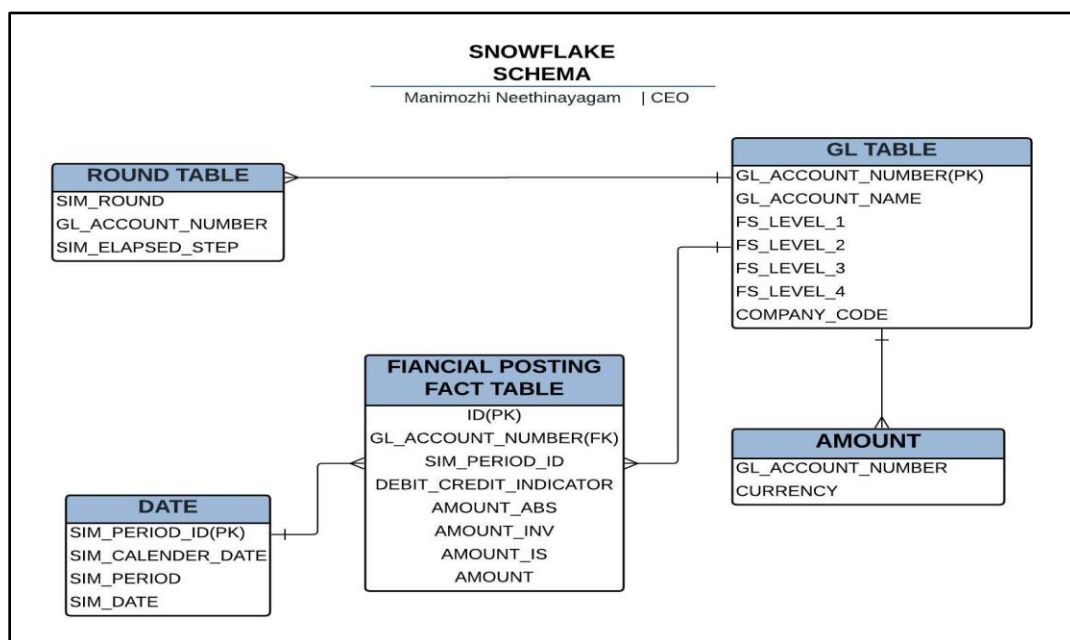 SNOWFLAKE
SCHEMA
Manimozhi Neethinayagam | CEO
ROUND TABLE
SIM_ROUND
GL_ACCOUNT_NUMBER
SIM_ELAPSED_STEP
GL TABLE
GL_ACCOUNT_NUMBER(PK)
GL_ACCOUNT_NAME
FS_LEVEL_1
FS_LEVEL_2
FS_LEVEL_3
FS_LEVEL_4
COMPANY_CODE
FIANCIAL POSTING
FACT TABLE
ID(PK)
GL_ACCOUNT_NUMBER(FK)
SIM_PERIOD_ID
DEBIT_CREDIT_INDICATOR
AMOUNT_ABS
AMOUNT_INV
AMOUNT_IS
AMOUNT
AMOUNT
GL_ACCOUNT_NUMBER
CURRENCY
DATE
SIM_PERIOD_ID(PK)
SIM_CALENDER_DATE
SIM_PERIOD
SIM_DATE